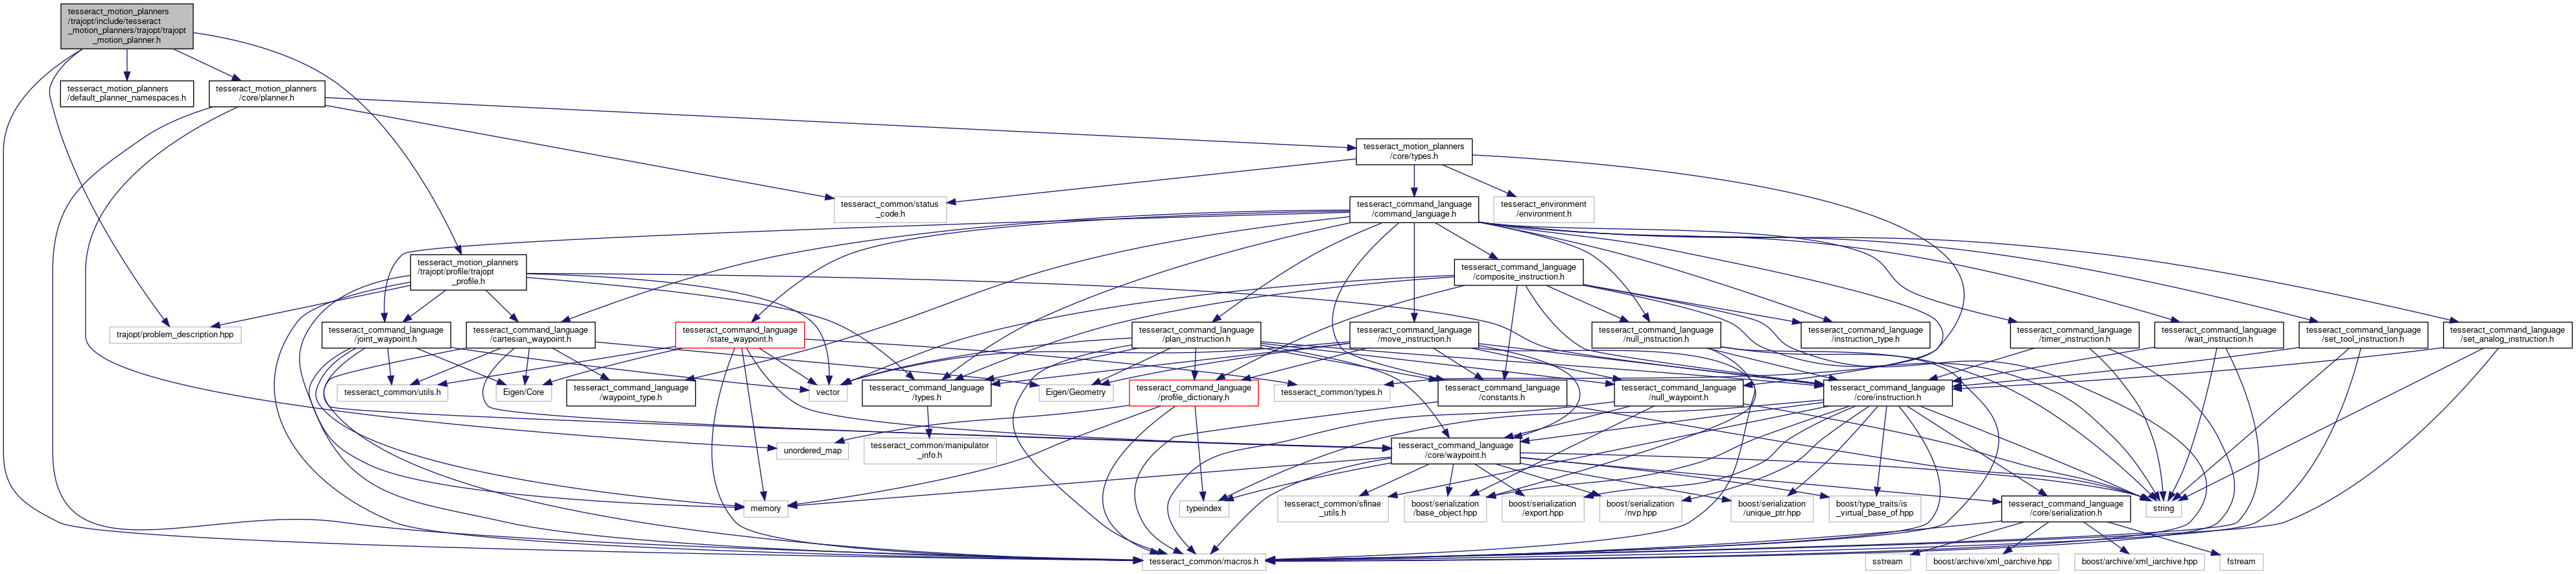 tesseract_motion_planners
/trajopt/include/tesseract
_motion_planners/trajopt/trajopt
_motion_planner.h
tesseract_motion_planners
/default_planner_namespaces.h
tesseract_motion_planners
/core/planner.h
tesseract_motion_planners
/core/types.h
tesseract_common/status
_code.h
tesseract_command_language
/command_language.h
tesseract_environment
/environment.h
tesseract_motion_planners
/trajopt/profile/trajopt
_profile.h
tesseract_command_language
/composite_instruction.h
trajopt/problem_description.hpp
tesseract_command_language
/joint_waypoint.h
tesseract_command_language
/cartesian_waypoint.h
tesseract_command_language
/state_waypoint.h
tesseract_command_language
/plan_instruction.h
tesseract_command_language
/move_instruction.h
tesseract_command_language
/null_instruction.h
tesseract_command_language
/instruction_type.h
tesseract_command_language
/timer_instruction.h
tesseract_command_language
/wait_instruction.h
tesseract_command_language
/set_tool_instruction.h
tesseract_command_language
/set_analog_instruction.h
tesseract_common/utils.h
Eigen/Core
tesseract_command_language
/waypoint_type.h
vector
tesseract_command_language
/types.h
Eigen/Geometry
tesseract_command_language
/profile_dictionary.h
tesseract_common/types.h
tesseract_command_language
/constants.h
tesseract_command_language
/null_waypoint.h
tesseract_command_language
/core/instruction.h
unordered_map
tesseract_common/manipulator
_info.h
tesseract_command_language
/core/waypoint.h
memory
typeindex
tesseract_common/sfinae
_utils.h
boost/serialization
/base_object.hpp
boost/serialization
/export.hpp
boost/serialization
/nvp.hpp
boost/serialization
/unique_ptr.hpp
boost/type_traits/is
_virtual_base_of.hpp
tesseract_command_language
/core/serialization.h
string
tesseract_common/macros.h
sstream
boost/archive/xml_oarchive.hpp
boost/archive/xml_iarchive.hpp
fstream